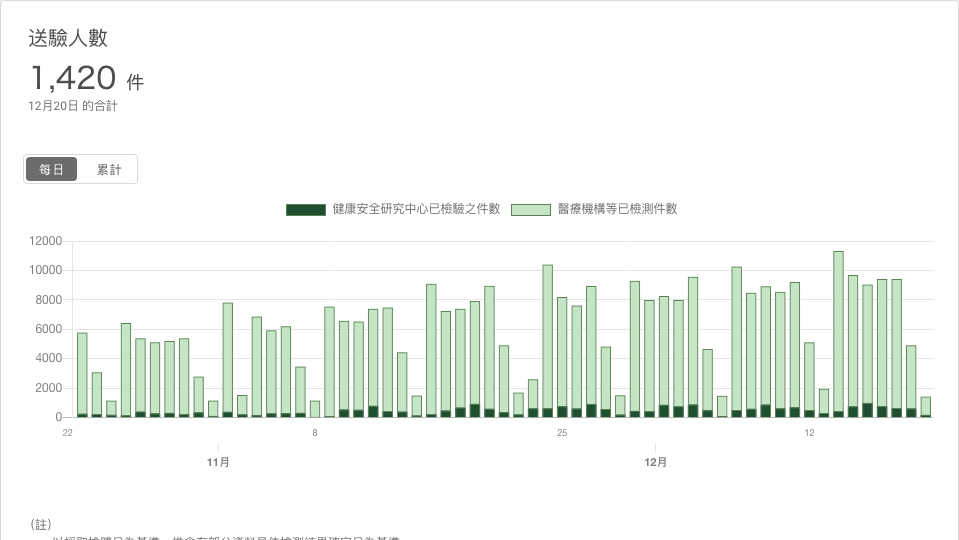 送驗人數
1,420 件
12月20日 的合計
每日 累計
健康安全研究中心已檢驗之件數 醫療機構等已檢測件數
12000
10000
8000
6000
4000
2000
0
22 8 25 12
11月 12月
（註）